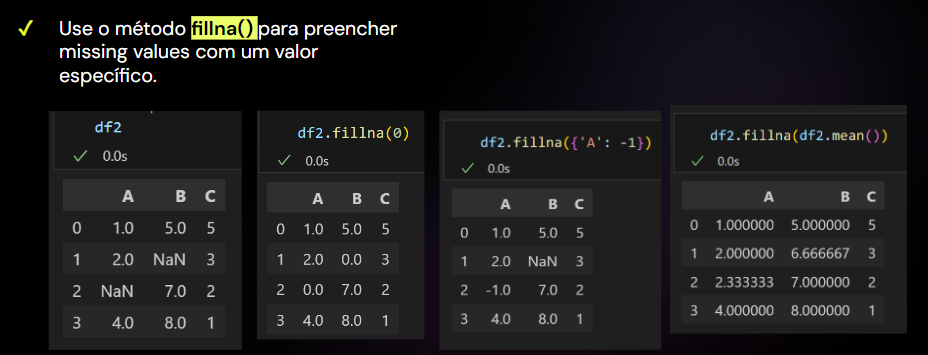 ✓ Use o método fillna() para preencher
missing values com um valor
específico.
df2
✓ 0.0s
A B C
0 1.0 5.0 5
1 2.0 NaN 3
2 NaN 7.0 2
3 4.0 8.0 1
df2.fillna(0)
✓ 0.0s
A B C
0 1.0 5.0 5
1 2.0 0.0 3
2 0.0 7.0 2
3 4.0 8.0 1
df2.fillna({'A': -1})
✓ 0.0s
A B C
0 1.0 5.0 5
1 2.0 NaN 3
2 -1.0 7.0 2
3 4.0 8.0 1
df2.fillna(df2.mean())
✓ 0.0s
A B C
0 1.000000 5.000000 5
1 2.000000 6.666667 3
2 2.333333 7.000000 2
3 4.000000 8.000000 1